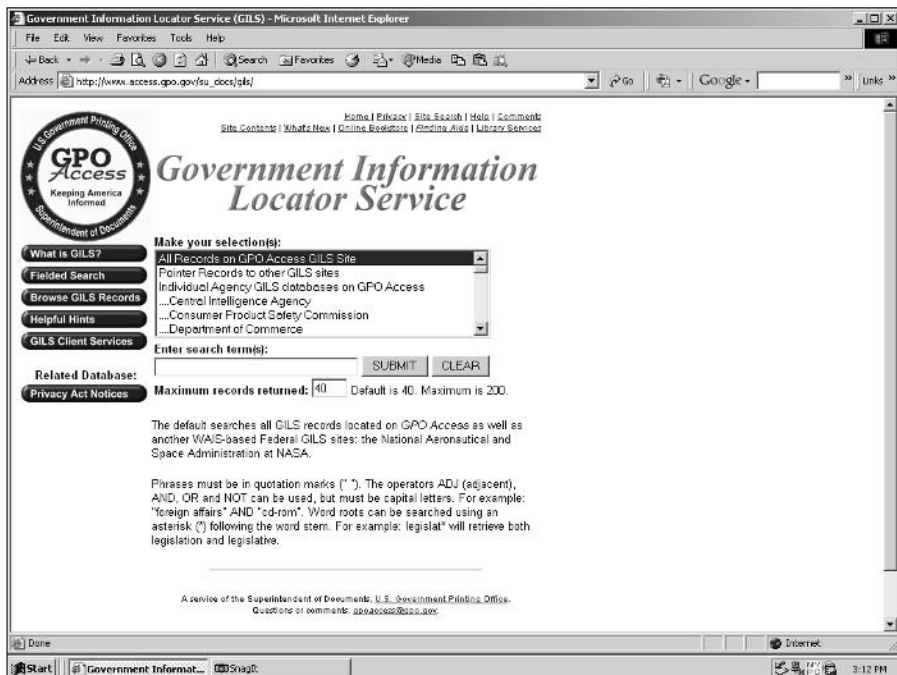 Government Information Locator Service (GILS) - Microsoft Internet Explorer
File Edit View Favorites Tools Help
Back Search Favorites Media
Address http://www.access.gpo.gov/su_docs/gils/ Go Google Links
U.S. Government Printing Office
GPO
Access
Keeping America
Informed
Superintendent of Documents
Home | Privacy | Site Search | Help | Comments
Site Contents | What's New | Online Bookstore | Finding Aids | Library Services
Government Information
Locator Service
What is GILS?
Fielded Search
Browse GILS Records
Helpful Hints
GILS Client Services
Related Database:
Privacy Act Notices
Make your selection(s):
All Records on GPO Access GILS Site
Pointer Records to other GILS sites
Individual Agency GILS databases on GPO Access
....Central Intelligence Agency
....Consumer Product Safety Commission
....Department of Commerce
Enter search term(s):
SUBMIT CLEAR
Maximum records returned: 40 Default is 40. Maximum is 200.
The default searches all GILS records located on GPO Access as well as
another WAIS-based Federal GILS sites: the National Aeronautical and
Space Administration at NASA.
Phrases must be in quotation marks (" "). The operators ADJ (adjacent),
AND, OR and NOT can be used, but must be capital letters. For example:
"foreign affairs" AND "cd-rom". Word roots can be searched using an
asterisk (*) following the word stem. For example: legislat* will retrieve both
legislation and legislative.
A service of the Superintendent of Documents, U.S. Government Printing Office.
Questions or comments: gpoaccess@gpo.gov.
Done Internet
Start Government Informat... SnagIt 3:12 PM